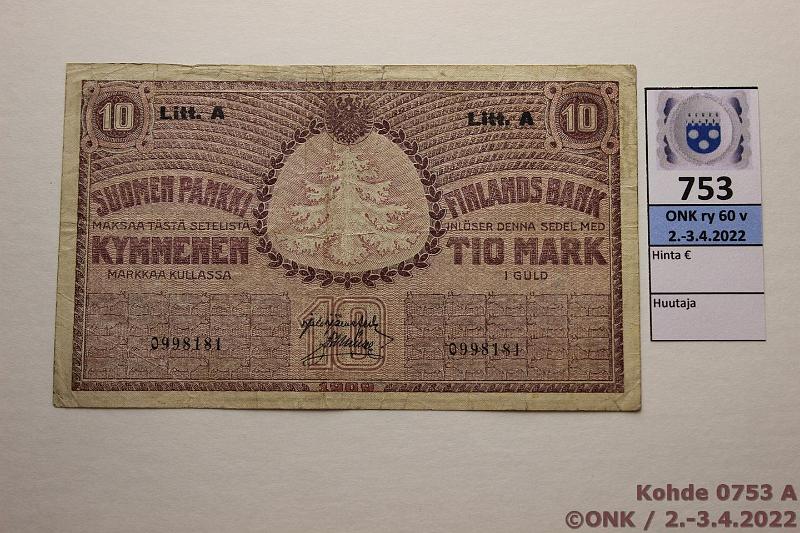 10 Litt. A Litt. A 10
SUOMEN PANKKI FINLANDS BANK
MAKSAA TÄSTÄ SETELISTÄ INLÖSER DENNA SEDEL MED
KYMMENEN TIO MARK
MARKKAA KULLASSA I GULD
10
0998181 0998181
1909
753
ONK ry 60 v
2.-3.4.2022
Hinta €
Huutaja
Kohde 0753 A
©ONK / 2.-3.4.2022